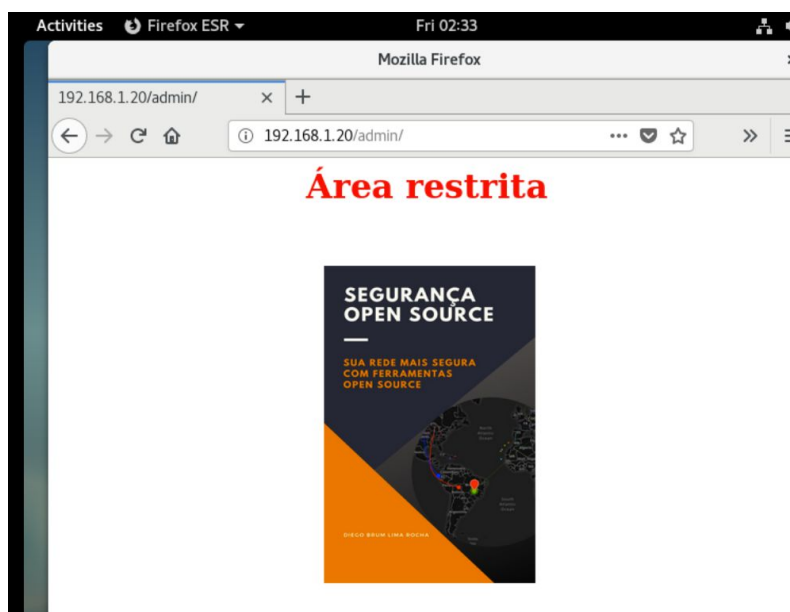 Activities Firefox ESR Fri 02:33
Mozilla Firefox
192.168.1.20/admin/
192.168.1.20/admin/
Área restrita
SEGURANÇA
OPEN SOURCE
SUA REDE MAIS SEGURA
COM FERRAMENTAS
OPEN SOURCE
DIEGO BRUM LIMA ROCHA